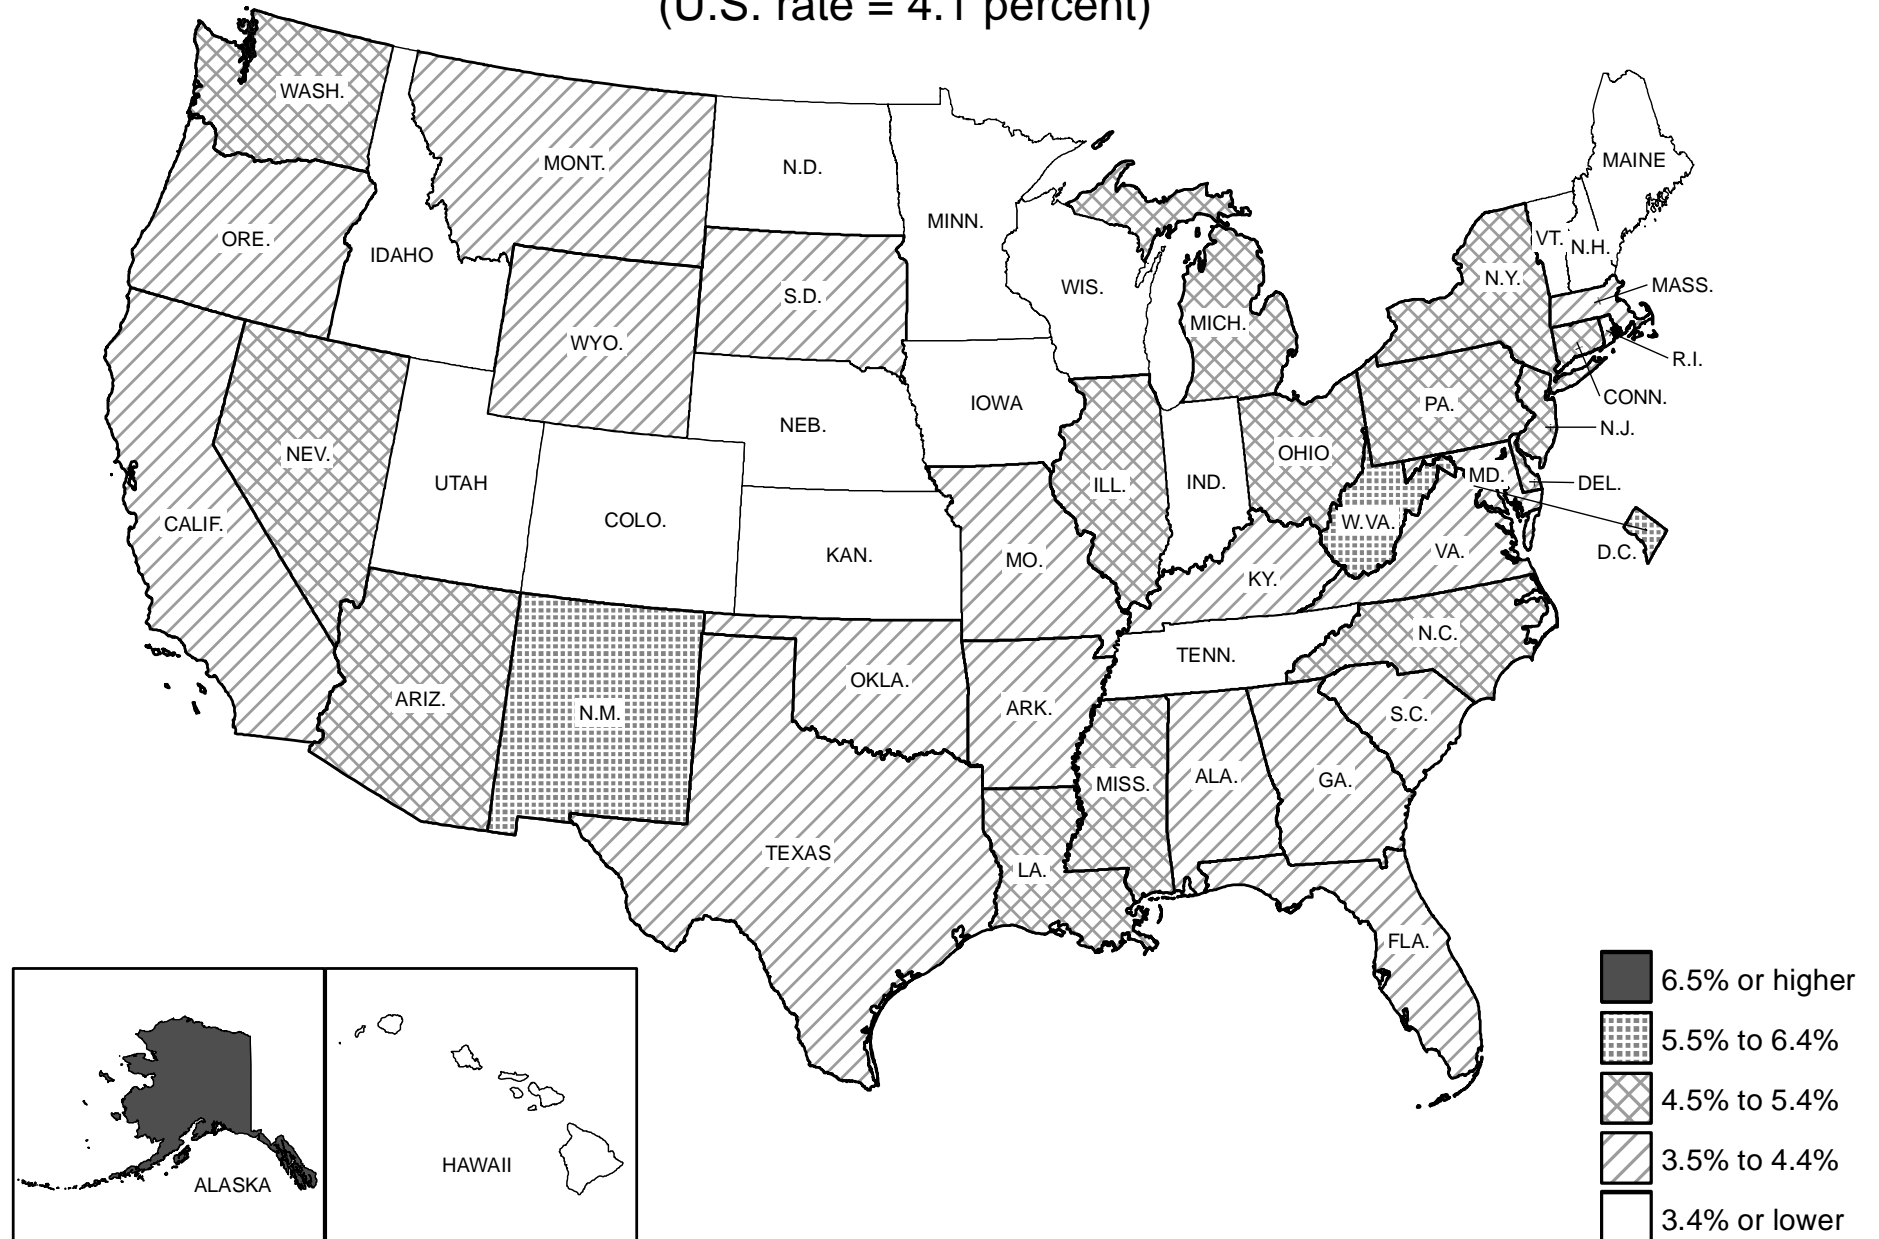 (U.S. rate = 4.1 percent)
WASH.
MONT.
N.D.
MINN.
MAINE
ORE.
IDAHO
S.D.
WIS.
VT.
N.H.
N.Y.
MASS.
WYO.
MICH.
R.I.
CONN.
NEB.
IOWA
PA.
N.J.
NEV.
UTAH
ILL.
IND.
OHIO
MD.
DEL.
CALIF.
COLO.
KAN.
MO.
W.VA.
VA.
D.C.
KY.
N.C.
TENN.
ARIZ.
N.M.
OKLA.
ARK.
S.C.
MISS.
ALA.
GA.
TEXAS
LA.
FLA.
ALASKA
HAWAII
6.5% or higher
5.5% to 6.4%
4.5% to 5.4%
3.5% to 4.4%
3.4% or lower